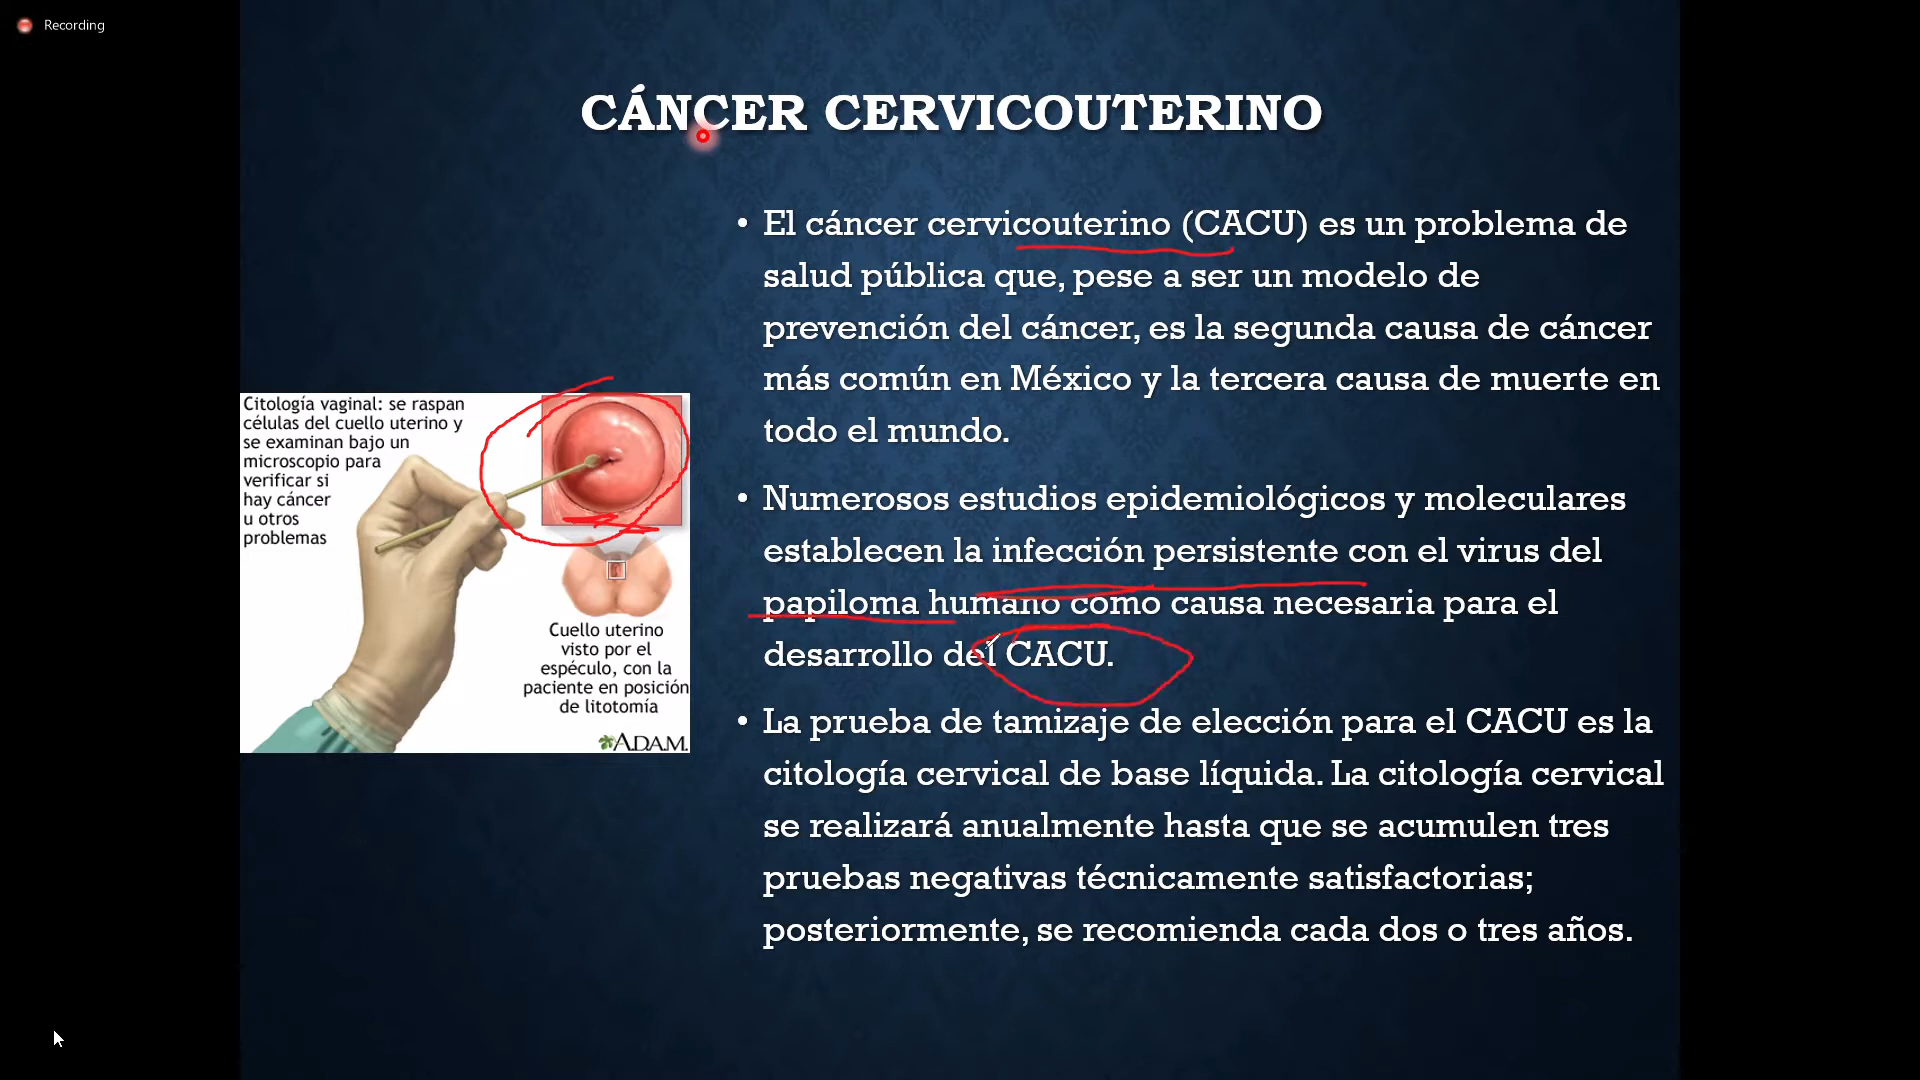 Recording
CÁNCER CERVICOUTERINO
• El cáncer cervicouterino (CACU) es un problema de
salud pública que, pese a ser un modelo de
prevención del cáncer, es la segunda causa de cáncer
más común en México y la tercera causa de muerte en
todo el mundo.
• Numerosos estudios epidemiológicos y moleculares
establecen la infección persistente con el virus del
papiloma humano como causa necesaria para el
desarrollo del CACU.
• La prueba de tamizaje de elección para el CACU es la
citología cervical de base líquida. La citología cervical
se realizará anualmente hasta que se acumulen tres
pruebas negativas técnicamente satisfactorias;
posteriormente, se recomienda cada dos o tres años.
Citología vaginal: se raspan
células del cuello uterino y
se examinan bajo un
microscopio para
verificar si
hay cáncer
u otros
problemas
Cuello uterino
visto por el
espéculo, con la
paciente en posición
de litotomía
A.D.A.M.